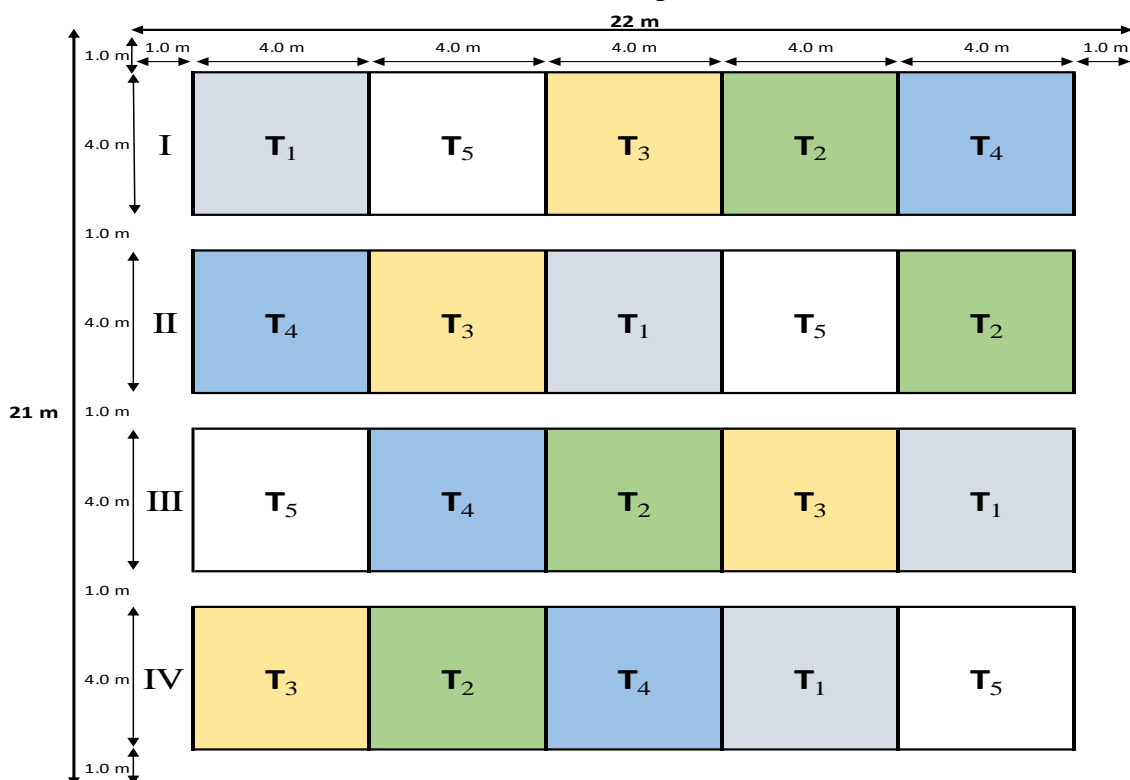 22 m
1.0 m 1.0 m 4.0 m 4.0 m 4.0 m 4.0 m 4.0 m 1.0 m
4.0 m I T₁ T₅ T₃ T₂ T₄
1.0 m
4.0 m II T₄ T₃ T₁ T₅ T₂
21 m 1.0 m
4.0 m III T₅ T₄ T₂ T₃ T₁
1.0 m
4.0 m IV T₃ T₂ T₄ T₁ T₅
1.0 m